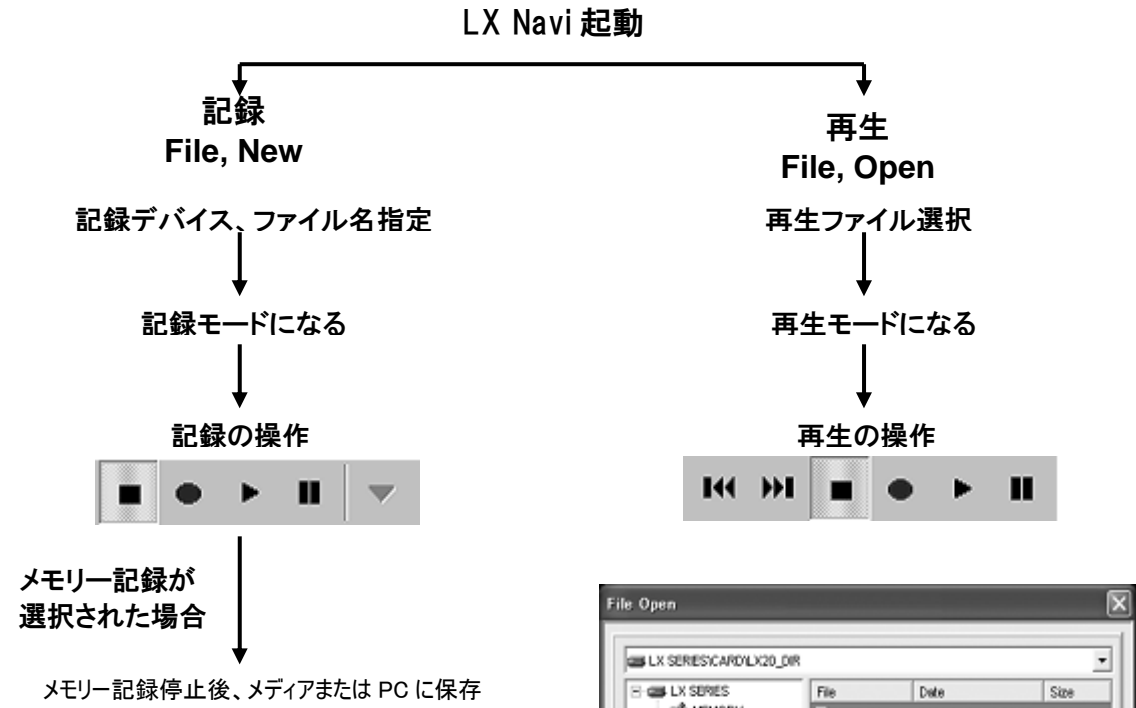 LX Navi 起動
記録
File, New
記録デバイス、ファイル名指定
記録モードになる
記録の操作
メモリー記録が
選択された場合
メモリー記録停止後、メディアまたは PC に保存
再生
File, Open
再生ファイル選択
再生モードになる
再生の操作
File Open
LX SERIES\CARD\LX20_DIR
LX SERIES
File Date Size